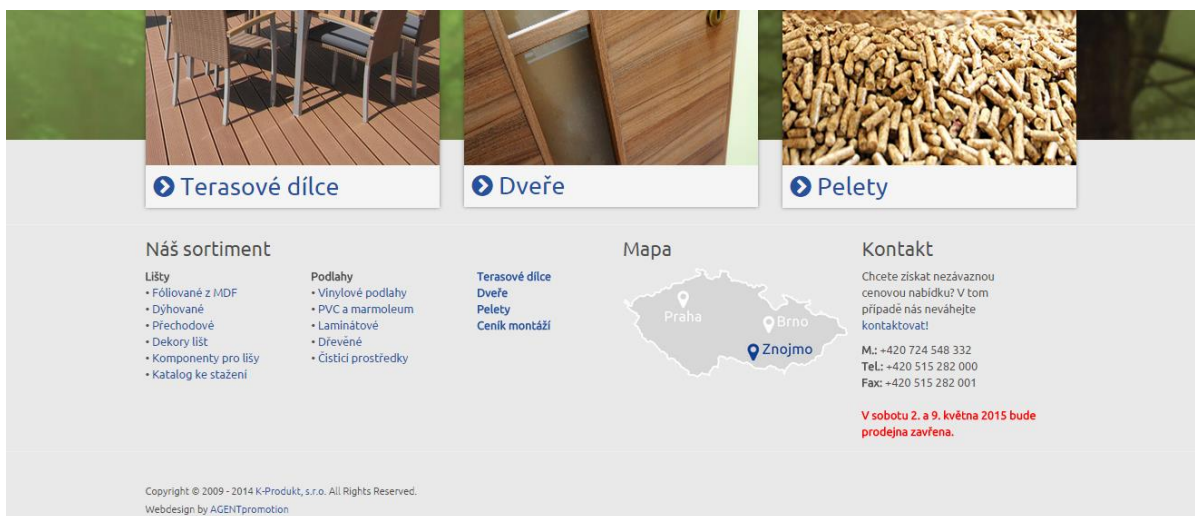 Terasové dílce
Dveře
Pelety
Náš sortiment
Lišty
• Fóliované z MDF
• Dýhované
• Přechodové
• Dekory lišt
• Komponenty pro lišy
• Katalog ke stažení
Podlahy
• Vinylové podlahy
• PVC a marmoleum
• Laminátové
• Dřevěné
• Čistici prostředky
Terasové dílce
Dveře
Pelety
Ceník montáží
Mapa
Praha
Brno
Znojmo
Kontakt
Chcete získat nezávaznou
cenovou nabídku? V tom
případě nás neváhejte
kontaktovat!
M.: +420 724 548 332
Tel.: +420 515 282 000
Fax: +420 515 282 001
V sobotu 2. a 9. května 2015 bude
prodejna zavřena.
Copyright © 2009 - 2014 K-Produkt, s.r.o. All Rights Reserved.
Webdesign by AGENTpromotion